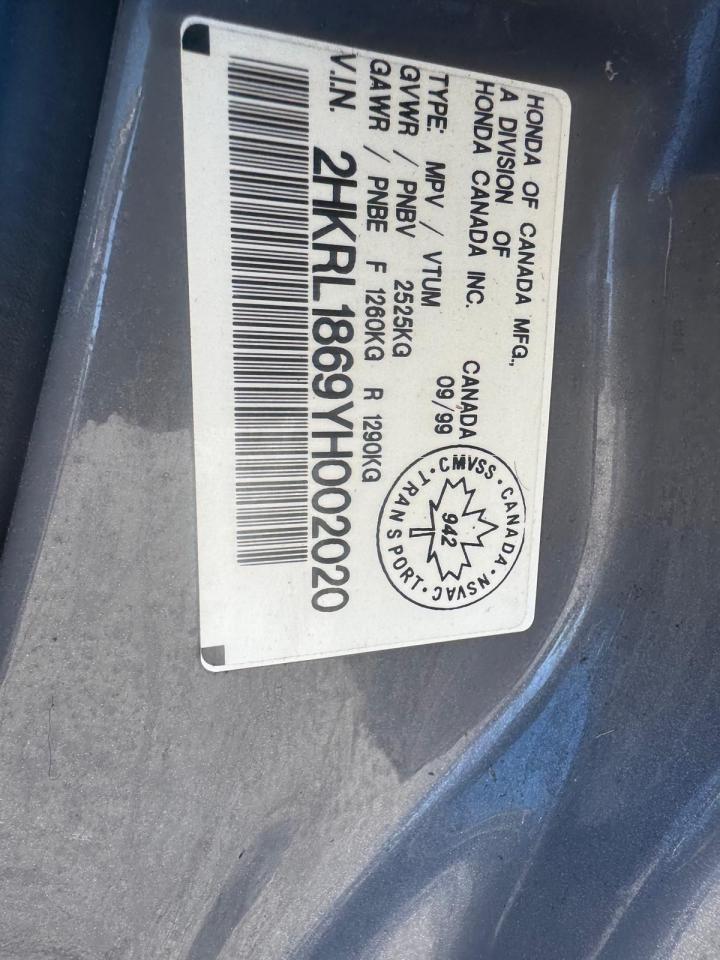 HONDA OF CANADA MFG.,
A DIVISION OF
HONDA CANADA INC.
CANADA
09/99
TYPE: MPV / VTUM
GVWR / PNBV 2525KG
GAWR / PNBE F 1260KG R 1290KG
V.I.N. 2HKRL1869YH002020
CMVSS · CANADA · NSVAC · TRANSPORT ·
942